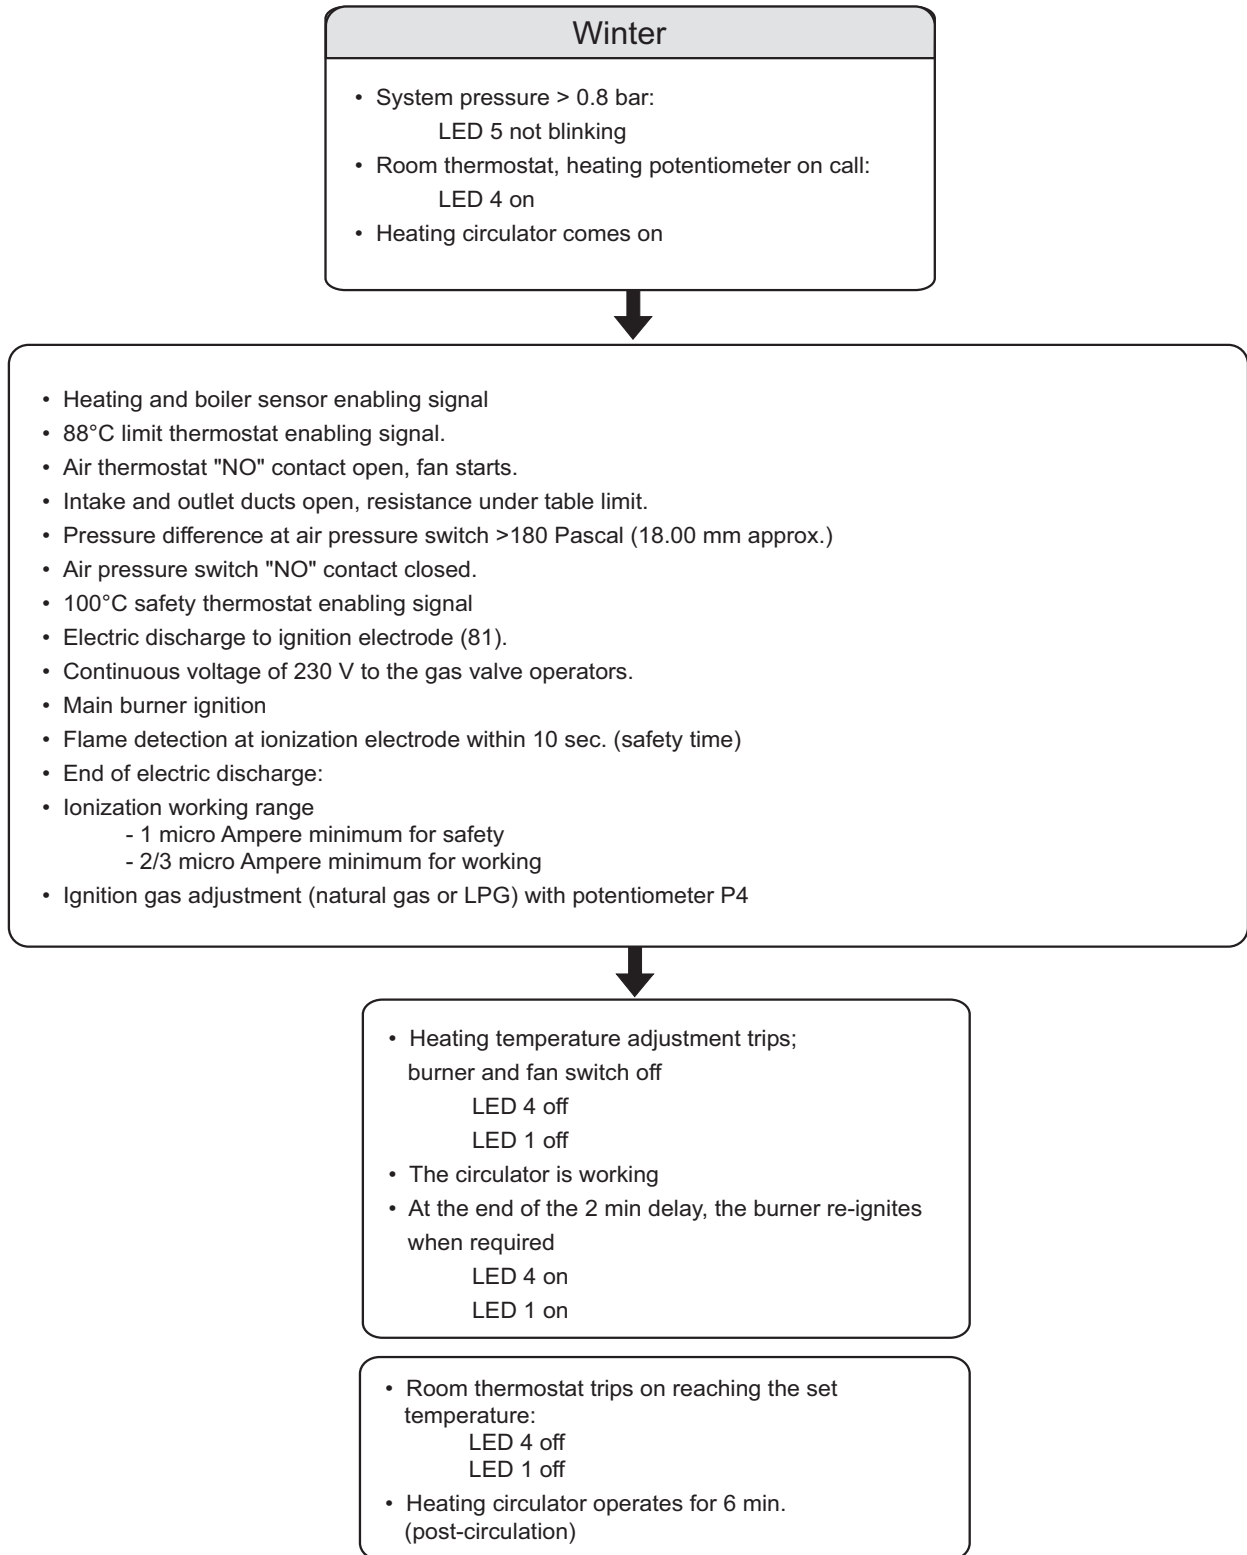 Winter
• System pressure > 0.8 bar:
LED 5 not blinking
• Room thermostat, heating potentiometer on call:
LED 4 on
• Heating circulator comes on
• Heating and boiler sensor enabling signal
• 88°C limit thermostat enabling signal.
• Air thermostat "NO" contact open, fan starts.
• Intake and outlet ducts open, resistance under table limit.
• Pressure difference at air pressure switch >180 Pascal (18.00 mm approx.)
• Air pressure switch "NO" contact closed.
• 100°C safety thermostat enabling signal
• Electric discharge to ignition electrode (81).
• Continuous voltage of 230 V to the gas valve operators.
• Main burner ignition
• Flame detection at ionization electrode within 10 sec. (safety time)
• End of electric discharge:
• Ionization working range
- 1 micro Ampere minimum for safety
- 2/3 micro Ampere minimum for working
• Ignition gas adjustment (natural gas or LPG) with potentiometer P4
• Heating temperature adjustment trips;
burner and fan switch off
LED 4 off
LED 1 off
• The circulator is working
• At the end of the 2 min delay, the burner re-ignites
when required
LED 4 on
LED 1 on
• Room thermostat trips on reaching the set
temperature:
LED 4 off
LED 1 off
• Heating circulator operates for 6 min.
(post-circulation)